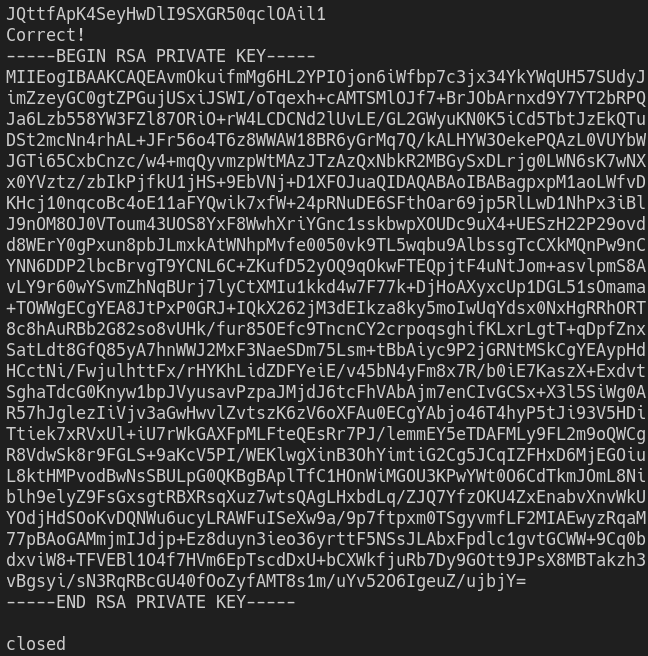 JQttfApK4SeyHwDlI9SXGR50qclOAil1
Correct!
-----BEGIN RSA PRIVATE KEY-----
MIIEogIBAAKCAQEAvmOkuifmMg6HL2YPIOjon6iWfbp7c3jx34YkYWqUH57SUdyJ
imZzeyGC0gtZPGujUSxiJSWI/oTqexh+cAMTSMlOJf7+BrJObArnxd9Y7YT2bRPQ
Ja6Lzb558YW3FZl87ORiO+rW4LCDCNd2lUvLE/GL2GWyuKN0K5iCd5TbtJzEkQTu
DSt2mcNn4rhAL+JFr56o4T6z8WWAW18BR6yGrMq7Q/kALHYW3OekePQAzL0VUYbW
JGTi65CxbCnzc/w4+mqQyvmzpWtMAzJTzAzQxNbkR2MBGySxDLrjg0LWN6sK7wNX
x0YVztz/zbIkPjfkU1jHS+9EbVNj+D1XFOJuaQIDAQABAoIBABagpxpM1aoLWfvD
KHcj10nqcoBc4oE11aFYQwik7xfW+24pRNuDE6SFthOar69jp5RlLwD1NhPx3iBl
J9nOM8OJ0VToum43UOS8YxF8WwhXriYGnc1sskbwpXOUDc9uX4+UESzH22P29ovd
d8WErY0gPxun8pbJLmxkAtWNhpMvfe0050vk9TL5wqbu9AlbssgTcCXkMQnPw9nC
YNN6DDP2lbcBrvgT9YCNL6C+ZKufD52yOQ9qOkwFTEQpjtF4uNtJom+asvlpmS8A
vLY9r60wYSvmZhNqBUrj7lyCtXMIu1kkd4w7F77k+DjHoAXyxcUp1DGL51sOmama
+TOWWgECgYEA8JtPxP0GRJ+IQkX262jM3dEIkza8ky5moIwUqYdsx0NxHgRRhORT
8c8hAuRBb2G82so8vUHk/fur85OEfc9TncnCY2crpoqsghifKLxrLgtT+qDpfZnx
SatLdt8GfQ85yA7hnWWJ2MxF3NaeSDm75Lsm+tBbAiyc9P2jGRNtMSkCgYEAypHd
HCctNi/FwjulhttFx/rHYKhLidZDFYeiE/v45bN4yFm8x7R/b0iE7KaszX+Exdvt
SghaTdcG0Knyw1bpJVyusavPzpaJMjdJ6tcFhVAbAjm7enCIvGCSx+X3l5SiWg0A
R57hJglezIiVjv3aGwHwvlZvtszK6zV6oXFAu0ECgYAbjo46T4hyP5tJi93V5HDi
Ttiek7xRVxUl+iU7rWkGAXFpMLFteQEsRr7PJ/lemmEY5eTDAFMLy9FL2m9oQWCg
R8VdwSk8r9FGLS+9aKcV5PI/WEKlwgXinB3OhYimtiG2Cg5JCqIZFHxD6MjEGOiu
L8ktHMPvodBwNsSBULpG0QKBgBAplTfC1HOnWiMGOU3KPwYWt0O6CdTkmJOmL8Ni
blh9elyZ9FsGxsgtRBXRsqXuz7wtsQAgLHxbdLq/ZJQ7YfzOKU4ZxEnabvXnvWkU
YOdjHdSOoKvDQNWu6ucyLRAWFuISeXw9a/9p7ftpxm0TSgyvmfLF2MIAEwyzRqaM
77pBAoGAMmjmIJdjp+Ez8duyn3ieo36yrttF5NSsJLAbxFpdlc1gvtGCWW+9Cq0b
dxviW8+TFVEBl1O4f7HVm6EpTscdDxU+bCXWkfjuRb7Dy9GOtt9JPsX8MBTakzh3
vBgsyi/sN3RqRBcGU40fOoZyfAMT8s1m/uYv52O6IgeuZ/ujbjY=
-----END RSA PRIVATE KEY-----
closed